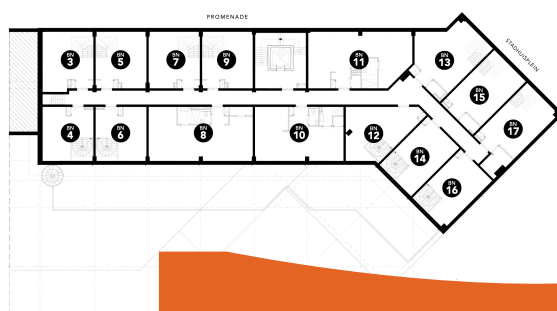 PROMENADE
STADHUISPLEIN
BN
3
BN
5
BN
7
BN
9
BN
11
BN
13
BN
15
BN
17
BN
4
BN
6
BN
8
BN
10
BN
12
BN
14
BN
16